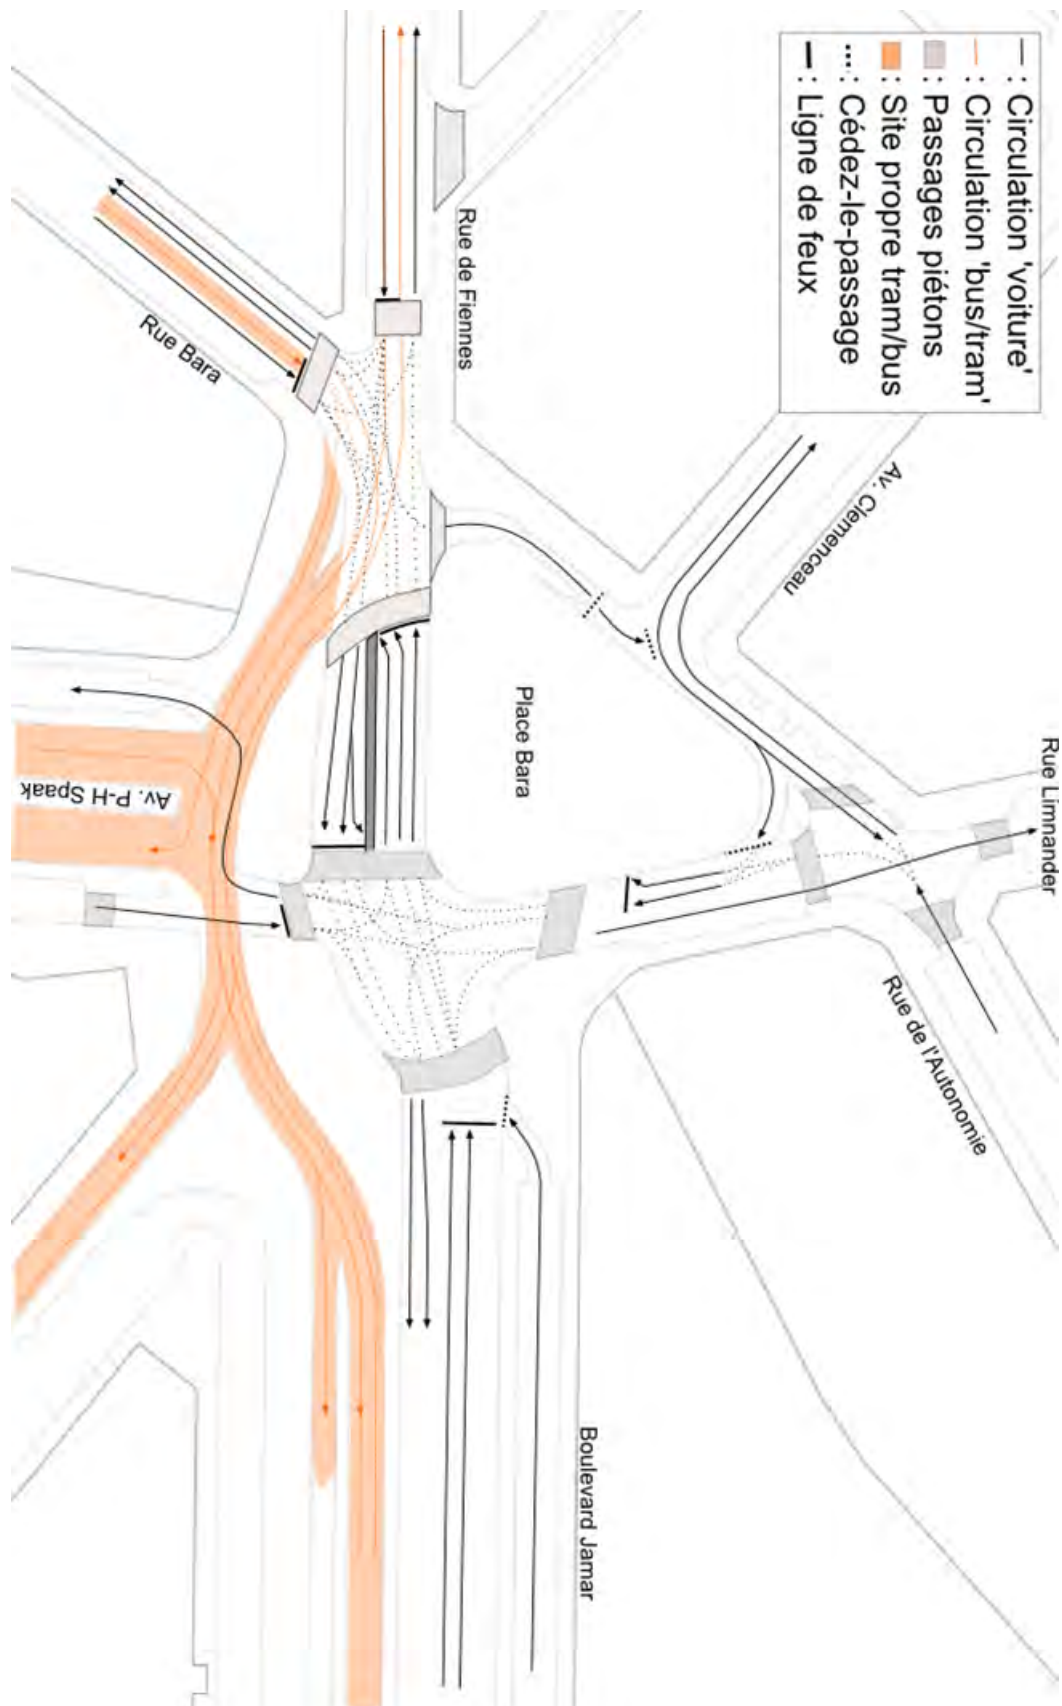 : Circulation 'voiture'
: Circulation 'bus/tram'
: Passages piétons
: Site propre tram/bus
: Cédez-le-passage
: Ligne de feux
Rue de Fiennes
Rue Bara
Av. Clemenceau
Place Bara
Rue Limnander
Av. P-H Spaak
Rue de l'Autonomie
Boulevard Jamar